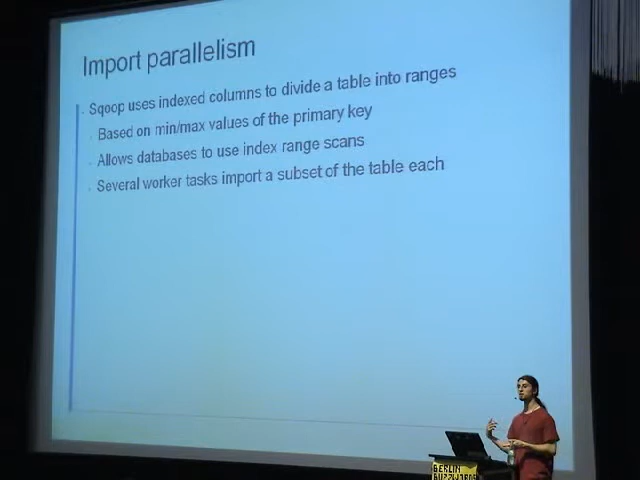 Import parallelism
Sqoop uses indexed columns to divide a table into ranges
Based on min/max values of the primary key
Allows databases to use index range scans
Several worker tasks import a subset of the table each
BERLIN
BUZZWORDS